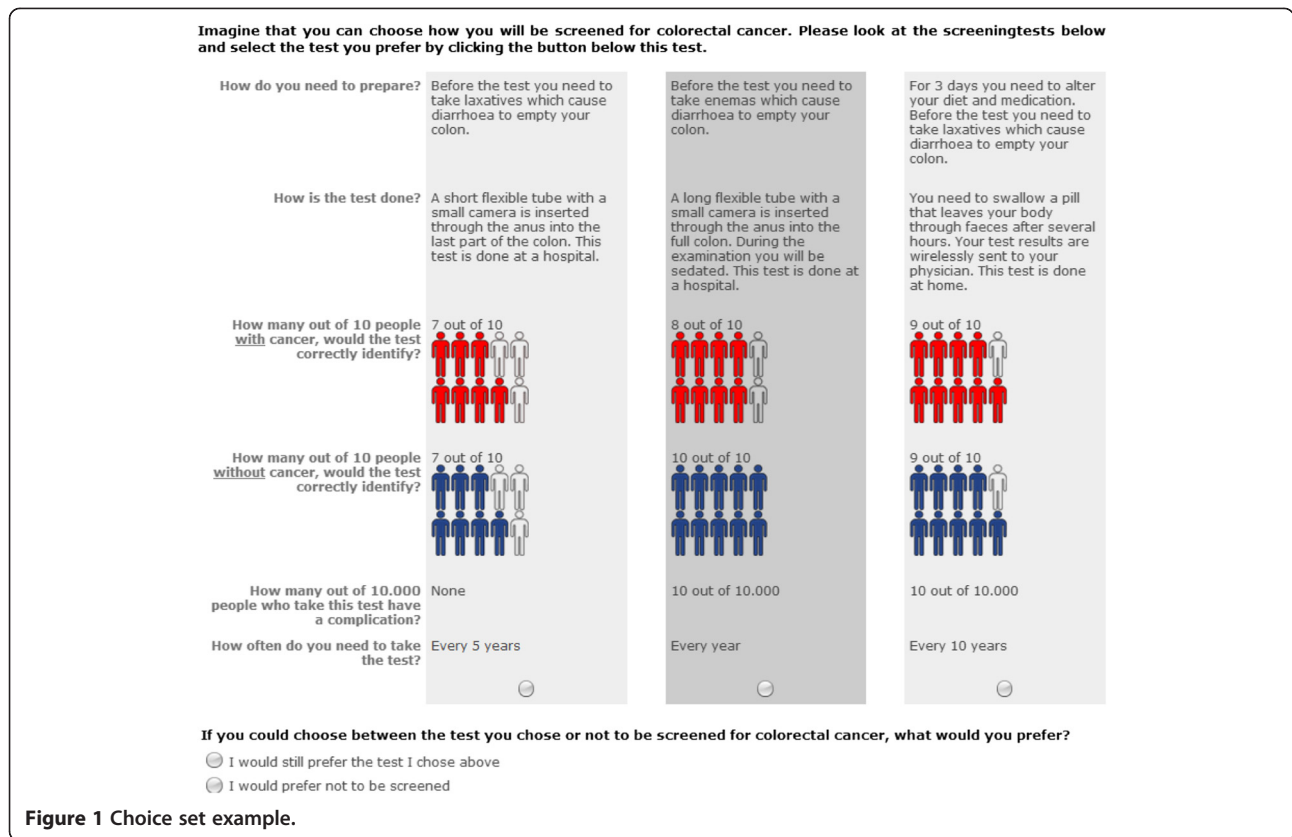 Imagine that you can choose how you will be screened for colorectal cancer. Please look at the screeningtests below
and select the test you prefer by clicking the button below this test.
How do you need to prepare?
Before the test you need to
take laxatives which cause
diarrhoea to empty your
colon.
Before the test you need to
take enemas which cause
diarrhoea to empty your
colon.
For 3 days you need to alter
your diet and medication.
Before the test you need to
take laxatives which cause
diarrhoea to empty your
colon.
How is the test done?
A short flexible tube with a
small camera is inserted
through the anus into the
last part of the colon. This
test is done at a hospital.
A long flexible tube with a
small camera is inserted
through the anus into the
full colon. During the
examination you will be
sedated. This test is done at
a hospital.
You need to swallow a pill
that leaves your body
through faeces after several
hours. Your test results are
wirelessly sent to your
physician. This test is done
at home.
How many out of 10 people
with cancer, would the test
correctly identify?
7 out of 10
8 out of 10
9 out of 10
How many out of 10 people
without cancer, would the test
correctly identify?
7 out of 10
10 out of 10
9 out of 10
How many out of 10.000
people who take this test have
a complication?
None
10 out of 10.000
10 out of 10.000
How often do you need to take
the test?
Every 5 years
Every year
Every 10 years
If you could choose between the test you chose or not to be screened for colorectal cancer, what would you prefer?
I would still prefer the test I chose above
I would prefer not to be screened
Figure 1 Choice set example.